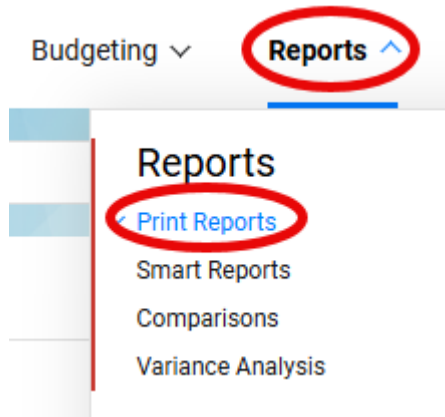 Budgeting Reports
Reports
Print Reports
Smart Reports
Comparisons
Variance Analysis